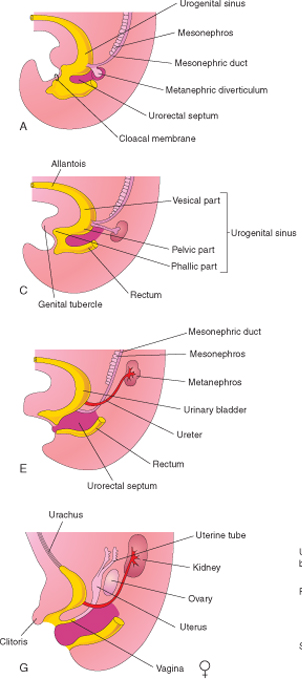 Urogenital sinus
Mesonephros
Mesonephric duct
Metanephric diverticulum
Urorectal septum
A
Cloacal membrane
Allantois
Vesical part
Urogenital sinus
Pelvic part
Phallic part
C
Rectum
Genital tubercle
Mesonephric duct
Mesonephros
Metanephros
Urinary bladder
Ureter
E
Rectum
Urorectal septum
Urachus
Uterine tube
Kidney
Ovary
Uterus
Clitoris
Vagina
G